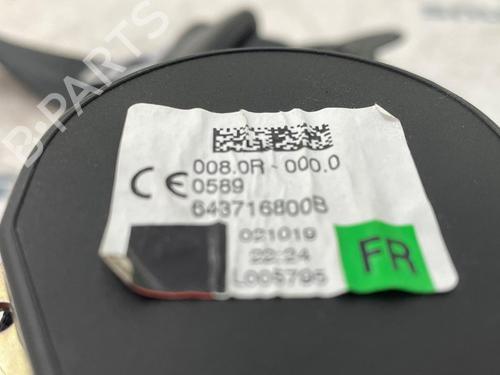 B-PARTS
008.0R - 000.0
CE 0589
643716800B
021019
22:24
L005795
FR